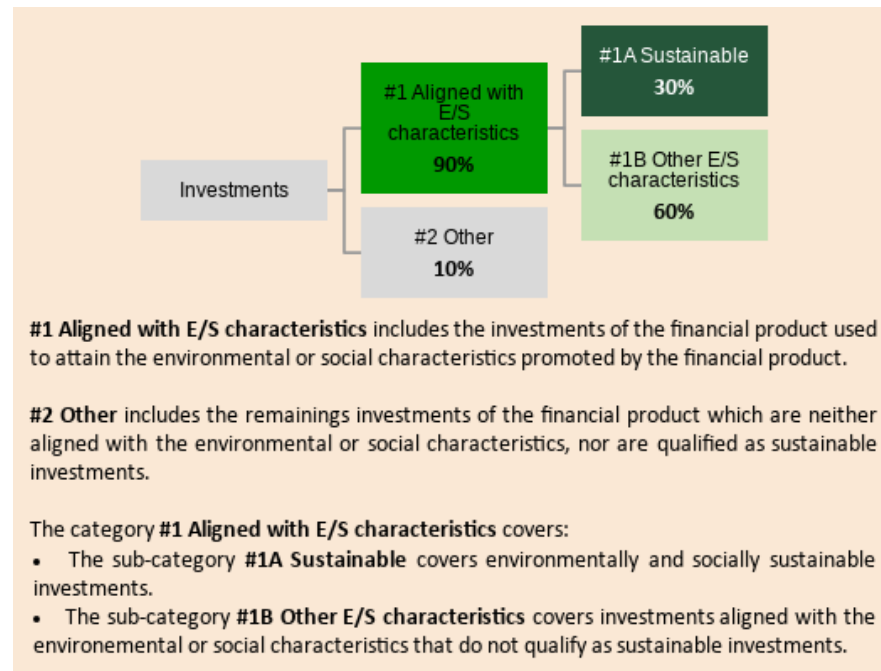 #1A Sustainable
30%
#1 Aligned with
E/S
characteristics
90%
#1B Other E/S
characteristics
60%
Investments
#2 Other
10%
#1 Aligned with E/S characteristics includes the investments of the financial product used
to attain the environmental or social characteristics promoted by the financial product.
#2 Other includes the remainings investments of the financial product which are neither
aligned with the environmental or social characteristics, nor are qualified as sustainable
investments.
The category #1 Aligned with E/S characteristics covers:
• The sub-category #1A Sustainable covers environmentally and socially sustainable
investments.
• The sub-category #1B Other E/S characteristics covers investments aligned with the
environemental or social characteristics that do not qualify as sustainable investments.